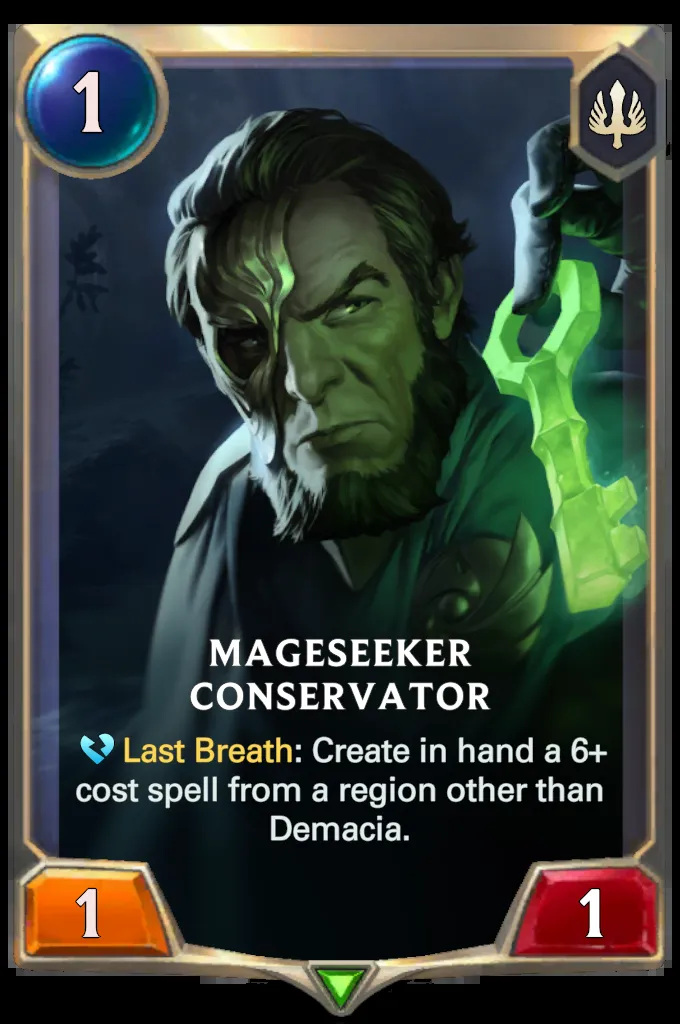 1
MAGESEEKER
CONSERVATOR
Last Breath: Create in hand a 6+
cost spell from a region other than
Demacia.
1
1